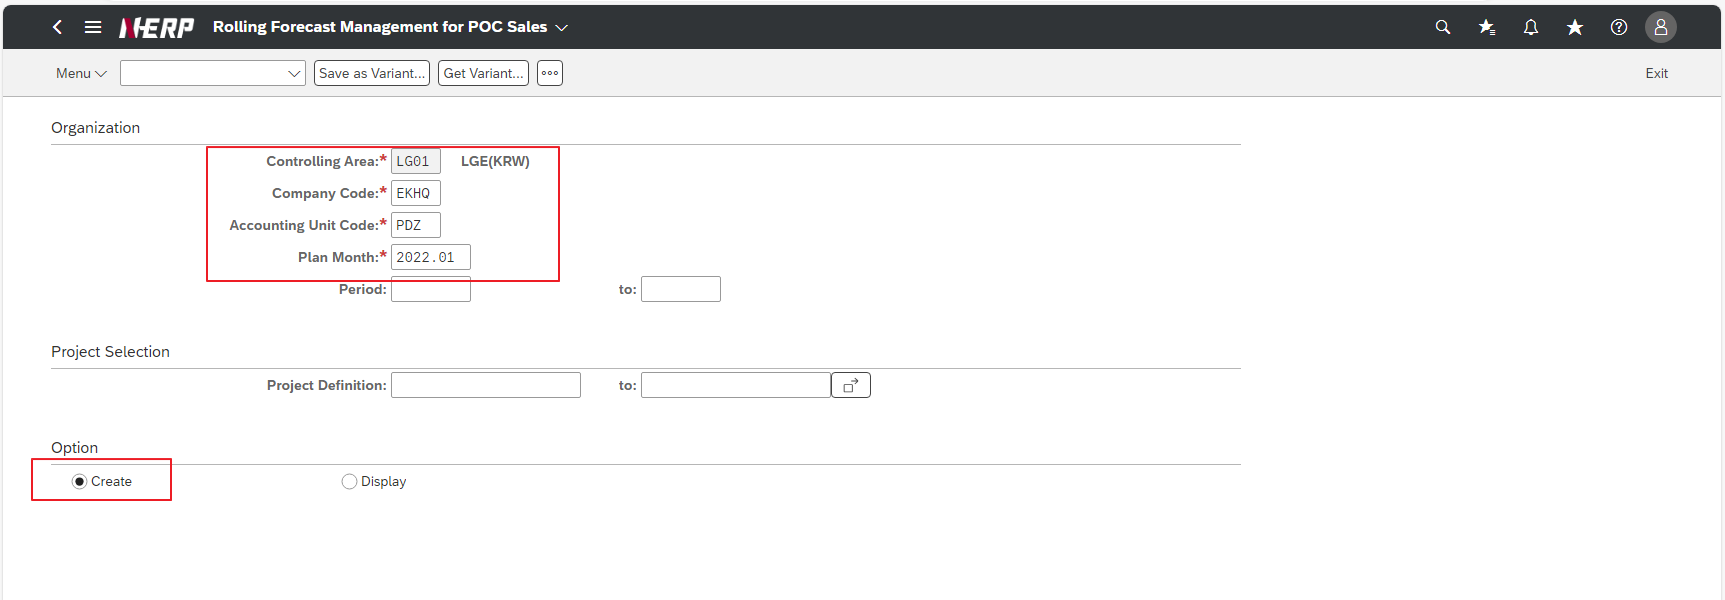 NERP Rolling Forecast Management for POC Sales
Menu Save as Variant... Get Variant... Exit
Organization
Controlling Area:* LG01 LGE(KRW)
Company Code:* EKHQ
Accounting Unit Code:* PDZ
Plan Month:* 2022.01
Period: to:
Project Selection
Project Definition: to:
Option
Create Display